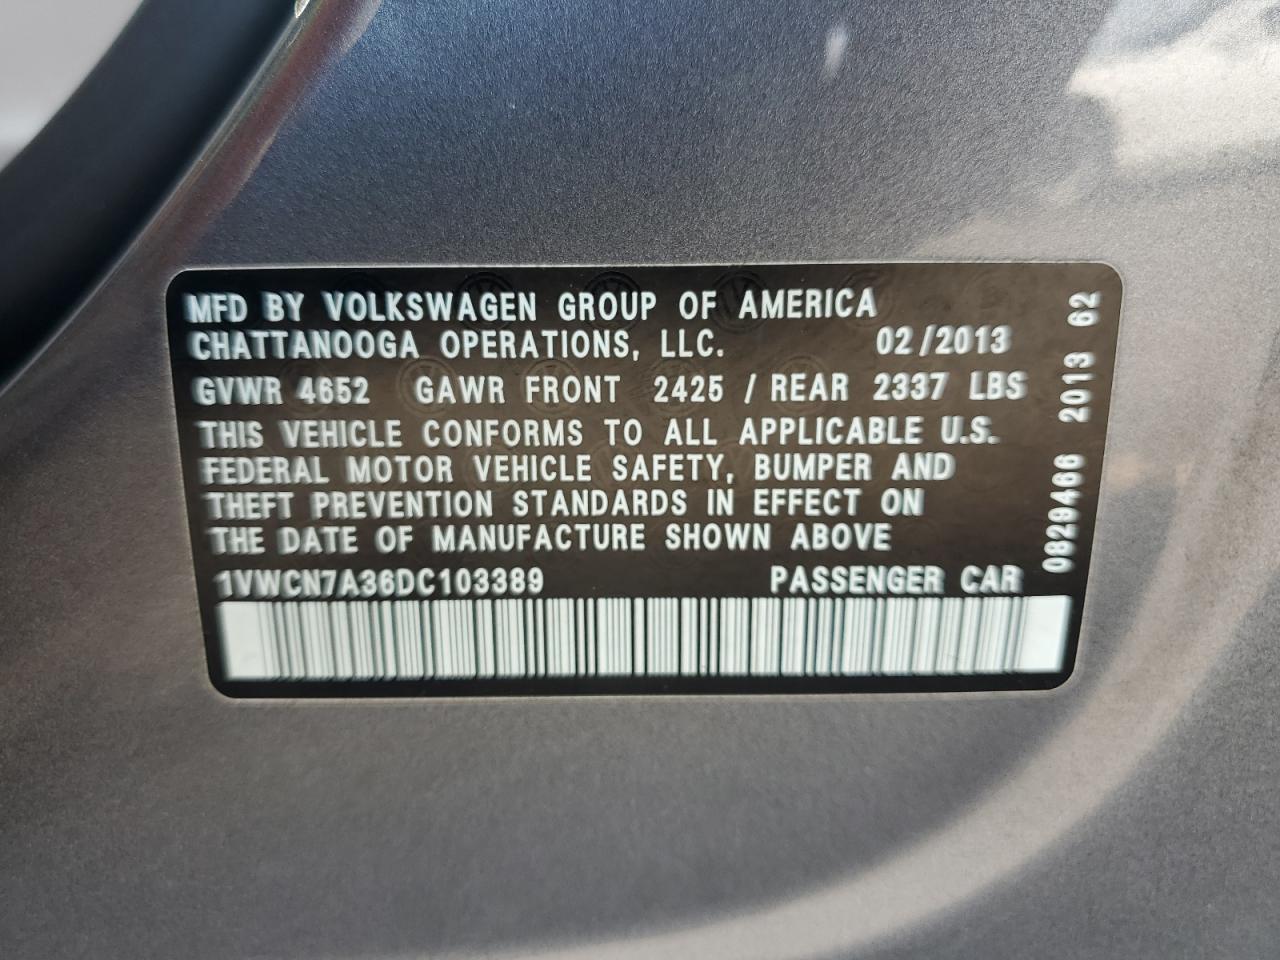 MFD BY VOLKSWAGEN GROUP OF AMERICA
CHATTANOOGA OPERATIONS, LLC. 02/2013
GVWR 4652 GAWR FRONT 2425 / REAR 2337 LBS
THIS VEHICLE CONFORMS TO ALL APPLICABLE U.S.
FEDERAL MOTOR VEHICLE SAFETY, BUMPER AND
THEFT PREVENTION STANDARDS IN EFFECT ON
THE DATE OF MANUFACTURE SHOWN ABOVE
1VWCN7A36DC103389 PASSENGER CAR
0829466 2013 62